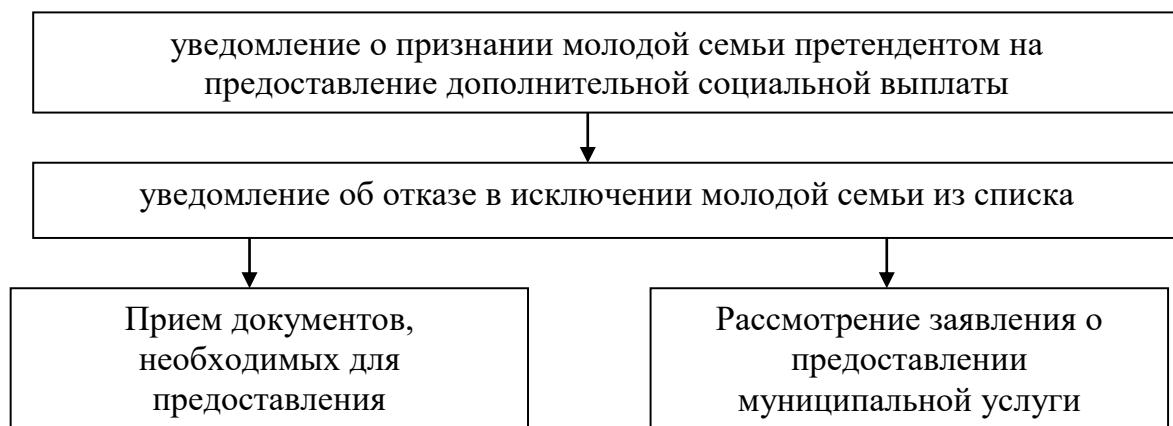 уведомление о признании молодой семьи претендентом на
предоставление дополнительной социальной выплаты
уведомление об отказе в исключении молодой семьи из списка
Прием документов,
необходимых для
предоставления
Рассмотрение заявления о
предоставлении
муниципальной услуги